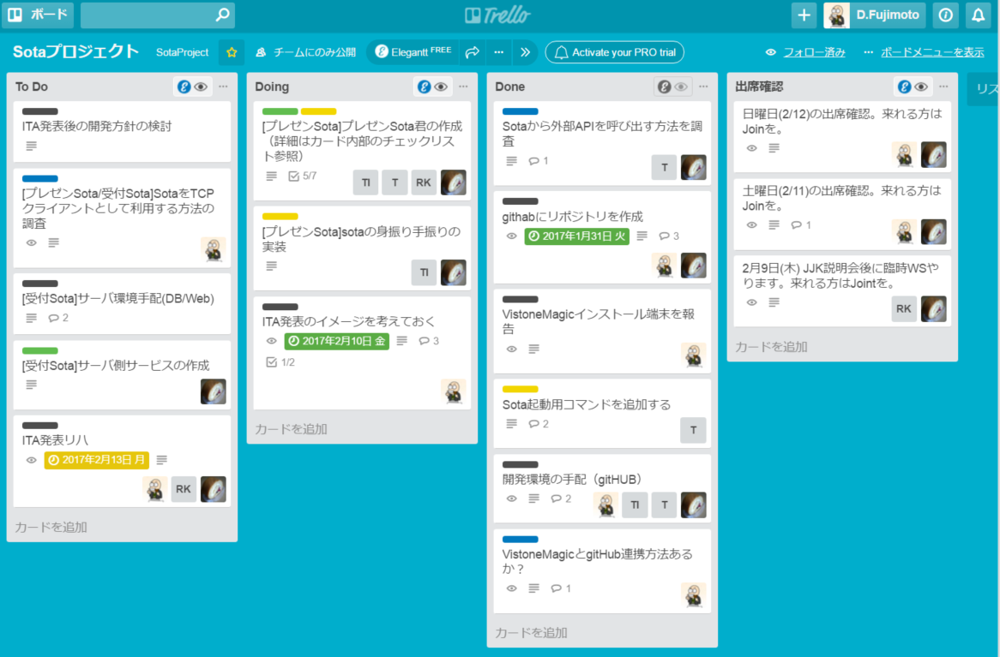 ボード
Trello
D.Fujimoto
Sotaプロジェクト
SotaProject
チームにのみ公開
Elegantt FREE
Activate your PRO trial
フォロー済み
ボードメニューを表示
To Do
ITA発表後の開発方針の検討
[プレゼンSota/受付Sota]SotaをTCP
クライアントとして利用する方法の
調査
[受付Sota]サーバ環境手配(DB/Web)
2
[受付Sota]サーバ側サービスの作成
ITA発表リハ
2017年2月13日 月
RK
カードを追加
Doing
[プレゼンSota]プレゼンSota君の作成
（詳細はカード内部のチェックリス
ト参照）
5/7
TI
T
RK
[プレゼンSota]sotaの身振り手振りの
実装
TI
ITA発表のイメージを考えておく
2017年2月10日 金
3
1/2
カードを追加
Done
Sotaから外部APIを呼び出す方法を調
査
1
T
githabにリポジトリを作成
2017年1月31日 火
3
VistoneMagicインストール端末を報
告
Sota起動用コマンドを追加する
2
T
開発環境の手配（gitHUB）
2
TI
T
VistoneMagicとgitHub連携方法ある
か？
1
カードを追加
出席確認
日曜日(2/12)の出席確認。来れる方は
Joinを。
土曜日(2/11)の出席確認。来れる方は
Joinを。
1
2月9日(木) JJK説明会後に臨時WSや
ります。来れる方はJointを。
RK
カードを追加
リス